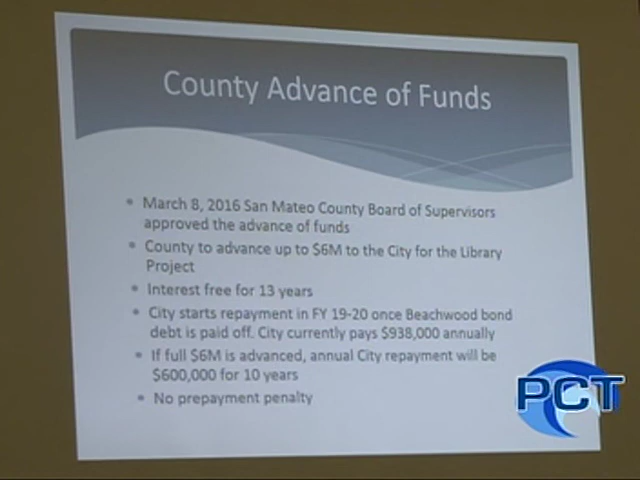 County Advance of Funds
• March 8, 2016 San Mateo County Board of Supervisors
approved the advance of funds
• County to advance up to $6M to the City for the Library
Project
• Interest free for 13 years
• City starts repayment in FY 19-20 once Beachwood bond
debt is paid off. City currently pays $938,000 annually
• If full $6M is advanced, annual City repayment will be
$600,000 for 10 years
• No prepayment penalty
PCT